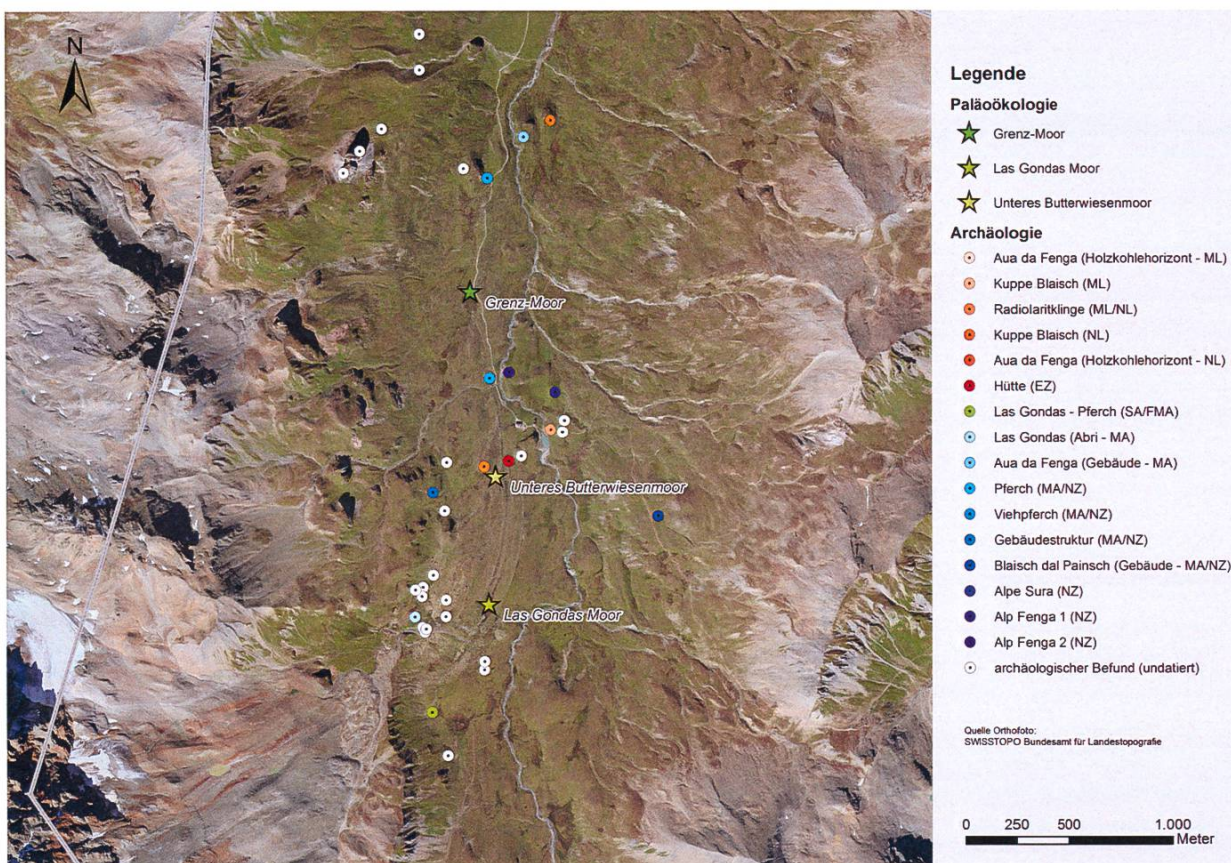 N
Grenz-Moor
Unteres Butterwiesenmoor
Las Gondas Moor
Legende
Paläoökologie
Grenz-Moor
Las Gondas Moor
Unteres Butterwiesenmoor
Archäologie
Aua da Fenga (Holzkohlehorizont - ML)
Kuppe Blaisch (ML)
Radiolaritklinge (ML/NL)
Kuppe Blaisch (NL)
Aua da Fenga (Holzkohlehorizont - NL)
Hütte (EZ)
Las Gondas - Pferch (SA/FMA)
Las Gondas (Abri - MA)
Aua da Fenga (Gebäude - MA)
Pferch (MA/NZ)
Viehpferch (MA/NZ)
Gebäudestruktur (MA/NZ)
Blaisch dal Painsch (Gebäude - MA/NZ)
Alpe Sura (NZ)
Alp Fenga 1 (NZ)
Alp Fenga 2 (NZ)
archäologischer Befund (undatiert)
Quelle Orthofoto:
SWISSTOPO Bundesamt für Landestopografie
0 250 500 1.000
Meter